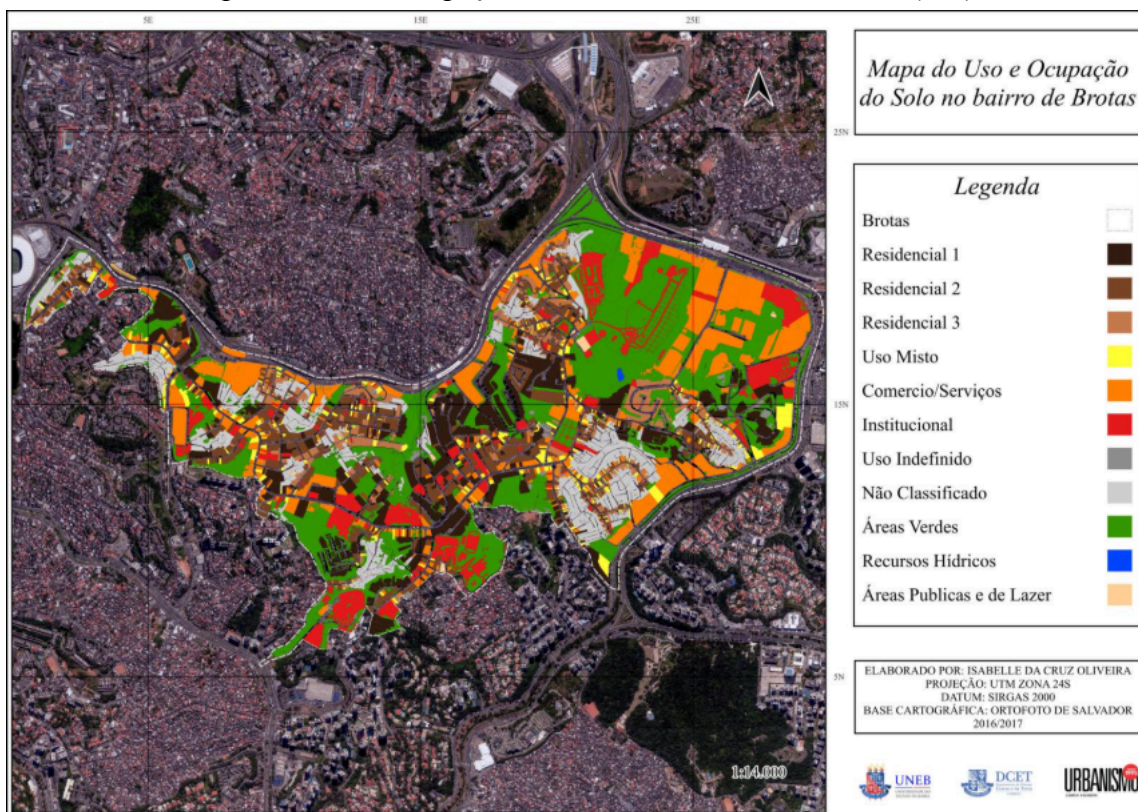 5E 15E 25E
Mapa do Uso e Ocupação
do Solo no bairro de Brotas
25N
Legenda
Brotas
Residencial 1
Residencial 2
Residencial 3
Uso Misto
Comercio/Serviços
15N
Institucional
Uso Indefinido
Não Classificado
Áreas Verdes
Recursos Hídricos
Áreas Publicas e de Lazer
5N
ELABORADO POR: ISABELLE DA CRUZ OLIVEIRA
PROJEÇÃO: UTM ZONA 24S
DATUM: SIRGAS 2000
BASE CARTOGRÁFICA: ORTOFOTO DE SALVADOR
2016/2017
1:14.000
UNEB
DCET
URBANISMO